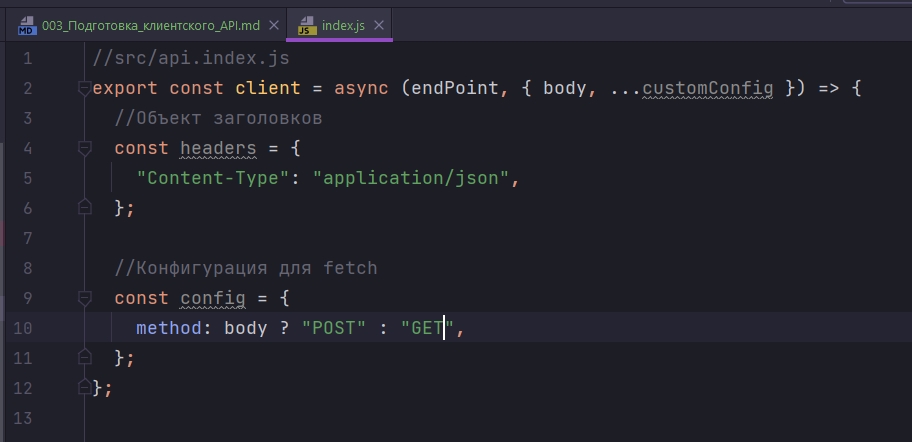 003_Подготовка_клиентского_API.md
index.js
1 //src/api.index.js
2 export const client = async (endPoint, { body, ...customConfig }) => {
3 //Объект заголовков
4 const headers = {
5 "Content-Type": "application/json",
6 };
7
8 //Конфигурация для fetch
9 const config = {
10 method: body ? "POST" : "GET",
11 };
12 };
13